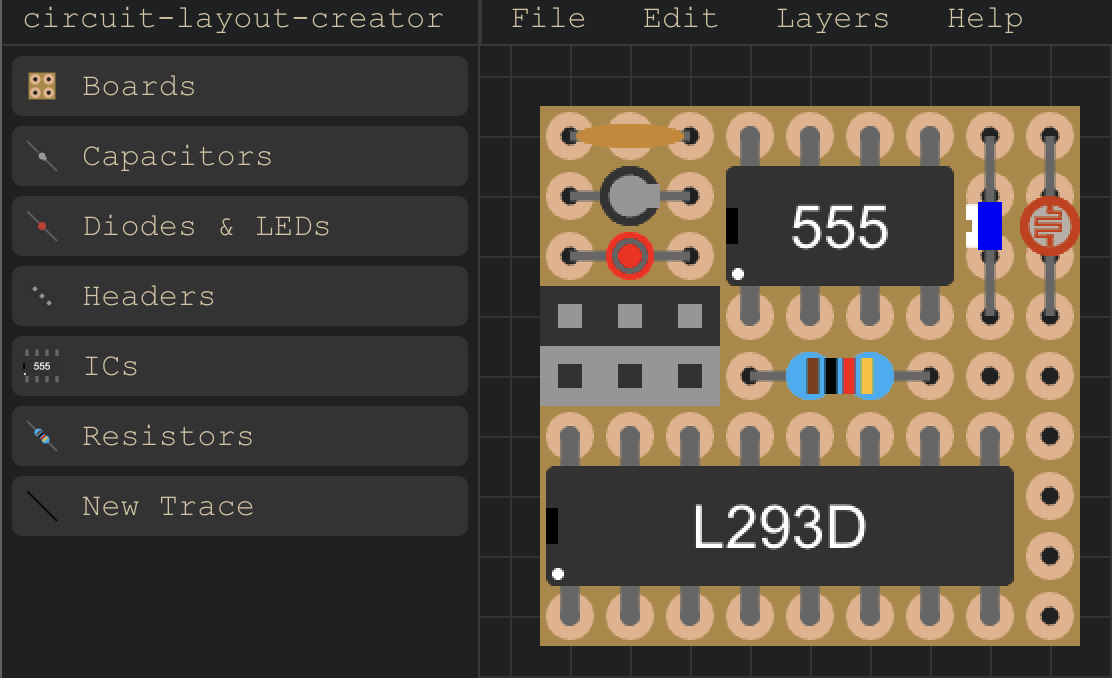 circuit-layout-creator
File Edit Layers Help
Boards
Capacitors
Diodes & LEDs
Headers
555
ICs
Resistors
New Trace
555
L293D